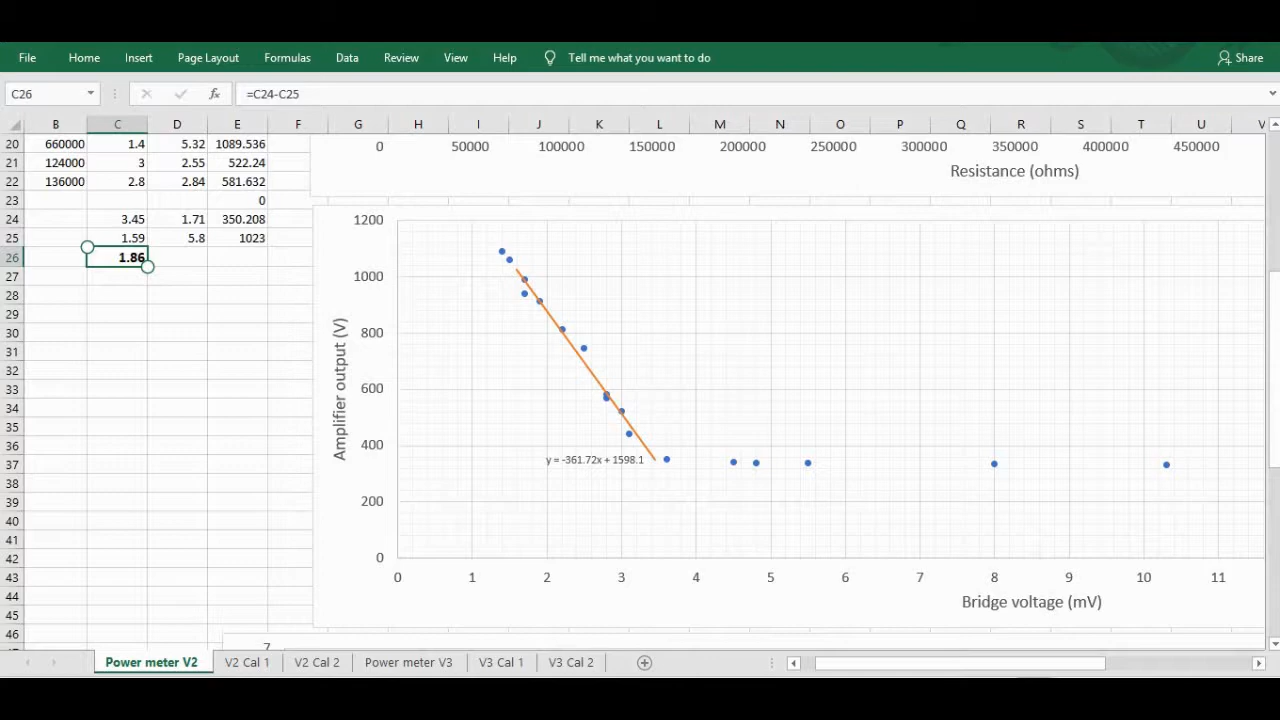 File Home Insert Page Layout Formulas Data Review View Help Tell me what you want to do Share
C26 fx =C24-C25
B C D E F G H I J K L M N O P Q R S T U V
20 660000 1.4 5.32 1089.536
21 124000 3 2.55 522.24
22 136000 2.8 2.84 581.632
23 0
24 3.45 1.71 350.208
25 1.59 5.8 1023
26 1.86
27
28
29
30
31
32
33
34
35
36
37
38
39
40
41
42
43
44
45
46
0 50000 100000 150000 200000 250000 300000 350000 400000 450000
Resistance (ohms)
1200
1000
800
600
400
200
0
Amplifier output (V)
y = -361.72x + 1598.1
0 1 2 3 4 5 6 7 8 9 10 11
Bridge voltage (mV)
7
Power meter V2 V2 Cal 1 V2 Cal 2 Power meter V3 V3 Cal 1 V3 Cal 2